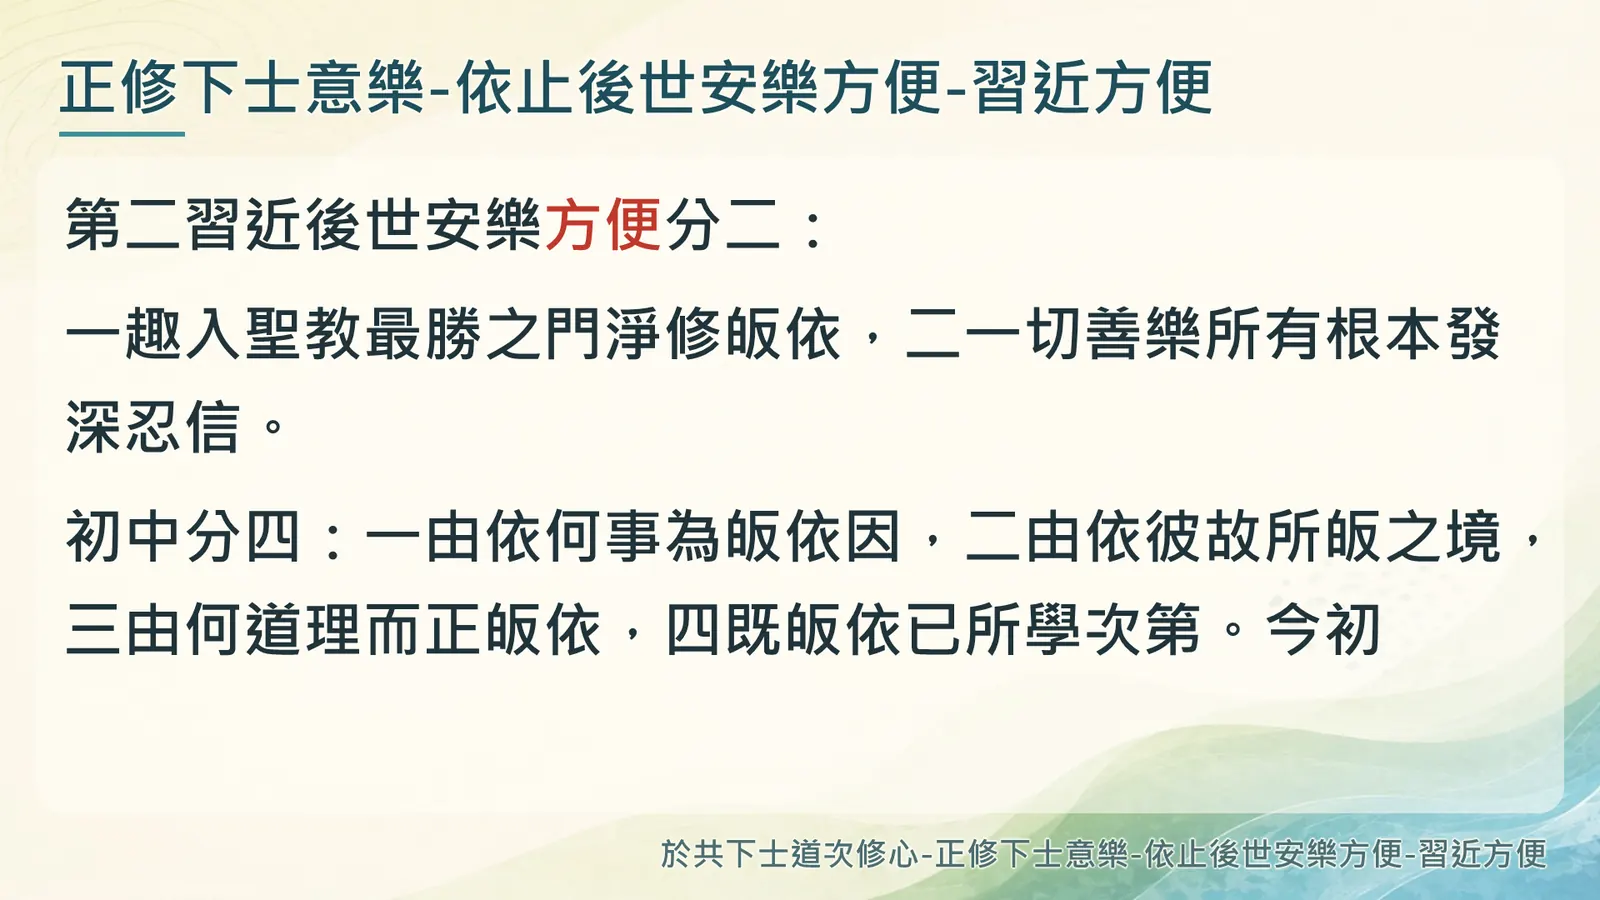 正修下士意樂-依止後世安樂方便-習近方便
第二習近後世安樂方便分二：
一趣入聖教最勝之門淨修皈依，二一切善樂所有根本發
深忍信。
初中分四：一由依何事為皈依因，二由依彼故所皈之境，
三由何道理而正皈依，四既皈依已所學次第。今初
於共下士道次修心-正修下士意樂-依止後世安樂方便-習近方便